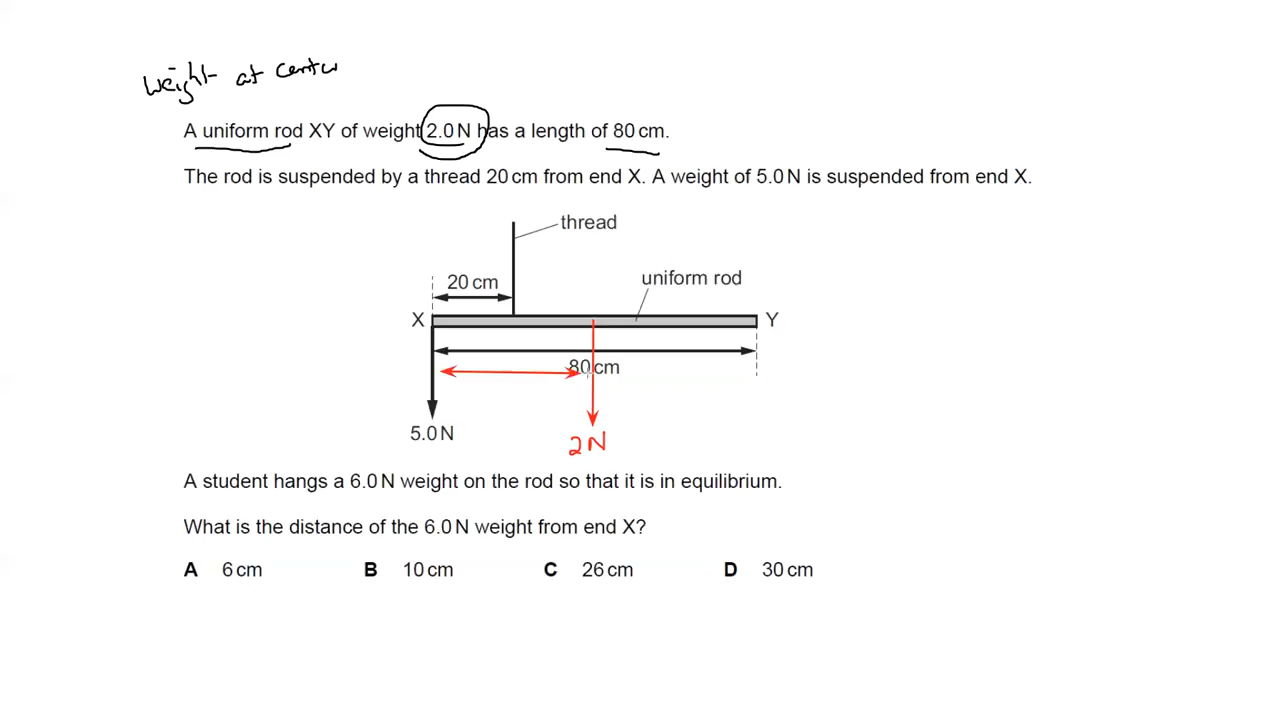 weight at center
A uniform rod XY of weight 2.0 N has a length of 80 cm.
The rod is suspended by a thread 20 cm from end X. A weight of 5.0 N is suspended from end X.
thread
20 cm
uniform rod
X
Y
80 cm
5.0 N
2N
A student hangs a 6.0 N weight on the rod so that it is in equilibrium.
What is the distance of the 6.0 N weight from end X?
A 6 cm B 10 cm C 26 cm D 30 cm